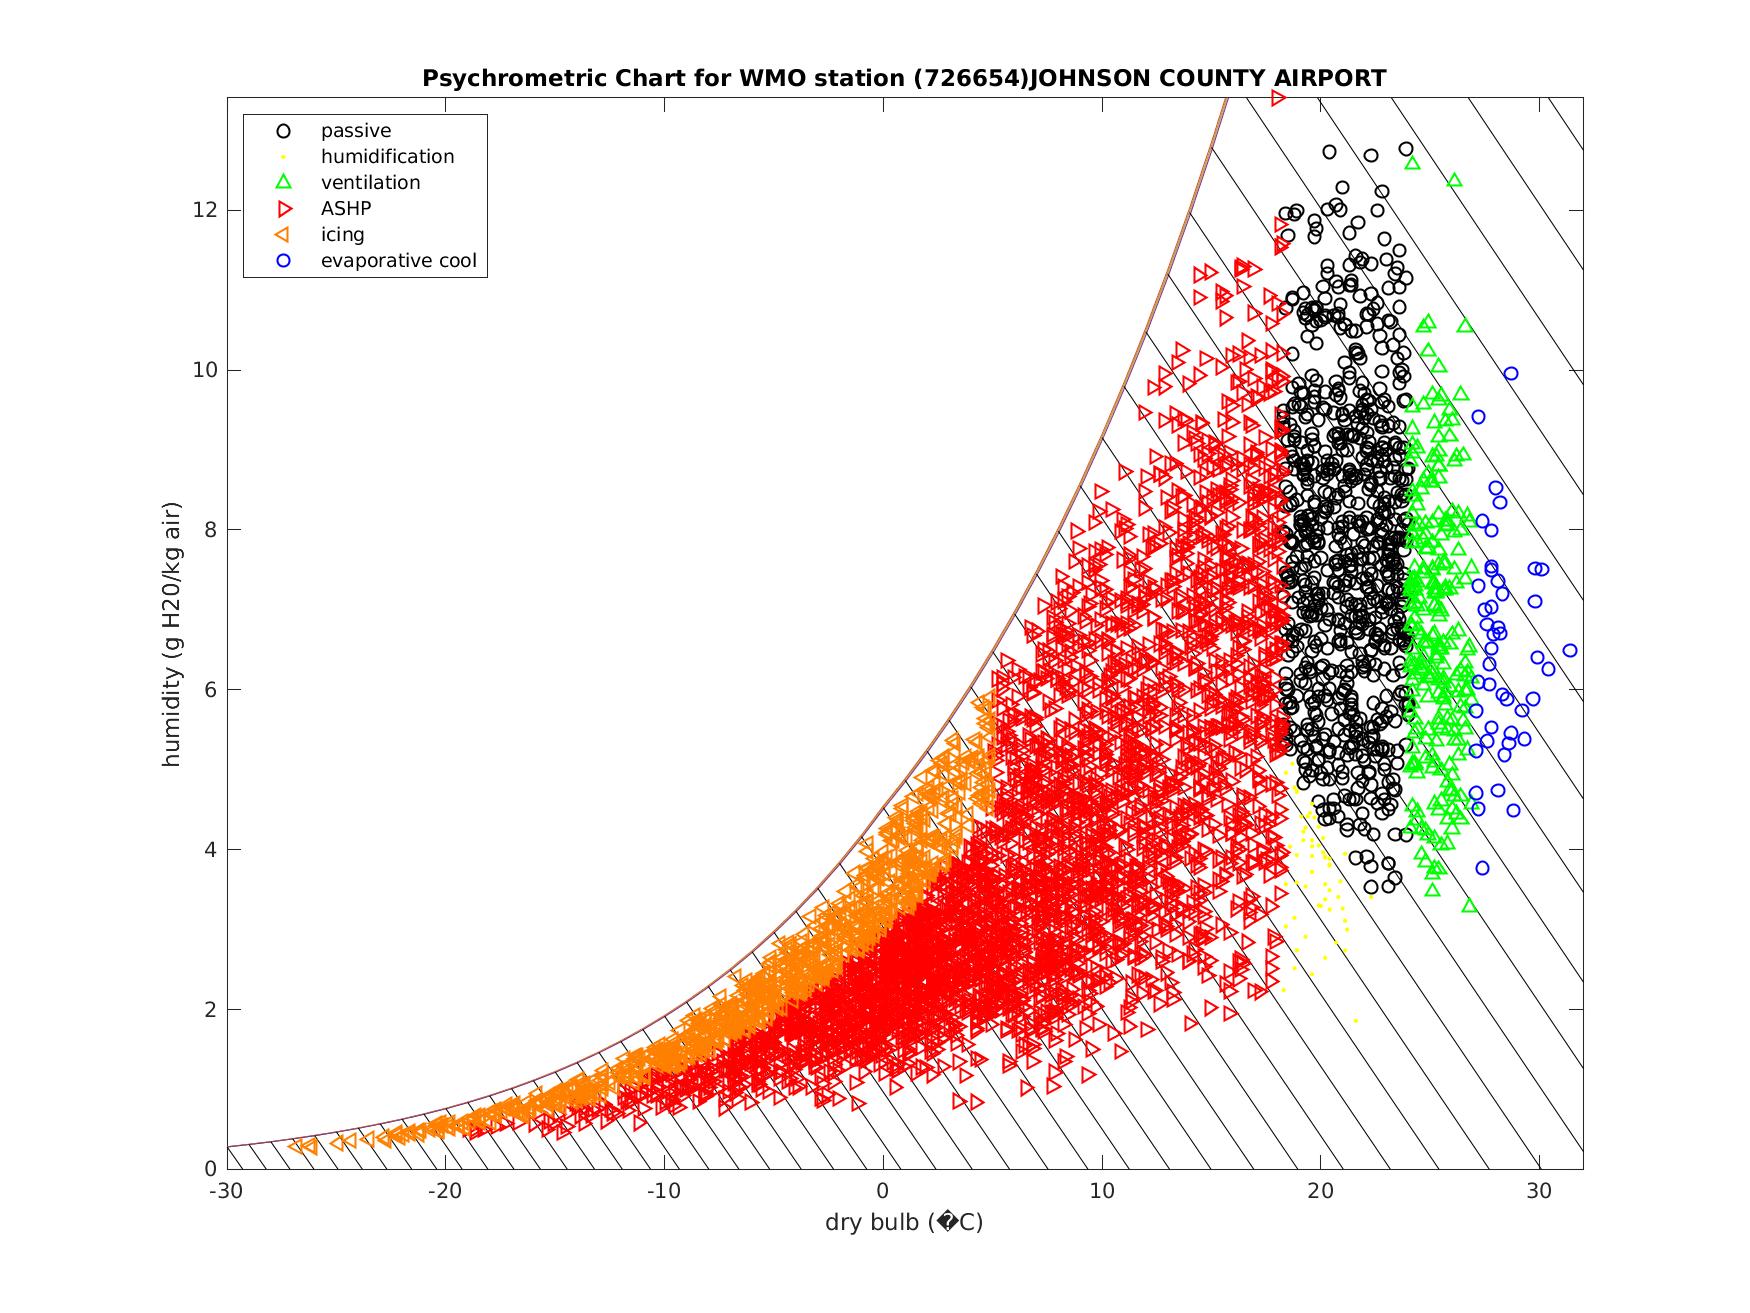 Psychrometric Chart for WMO station (726654)JOHNSON COUNTY AIRPORT
passive
humidification
ventilation
ASHP
icing
evaporative cool
humidity (g H20/kg air)
12
10
8
6
4
2
0
-30
-20
-10
0
10
20
30
dry bulb (�C)